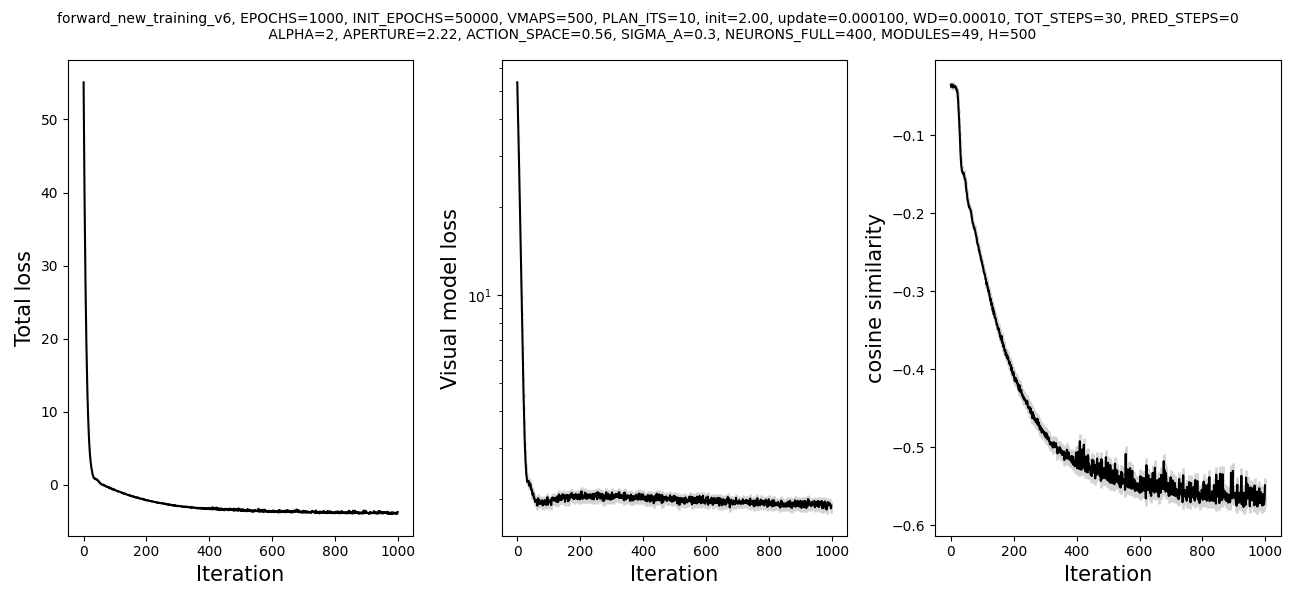 forward_new_training_v6, EPOCHS=1000, INIT_EPOCHS=50000, VMAPS=500, PLAN_ITS=10, init=2.00, update=0.000100, WD=0.00010, TOT_STEPS=30, PRED_STEPS=0
ALPHA=2, APERTURE=2.22, ACTION_SPACE=0.56, SIGMA_A=0.3, NEURONS_FULL=400, MODULES=49, H=500
Total loss
50
40
30
20
10
0
0 200 400 600 800 1000
Iteration
Visual model loss
10¹
0 200 400 600 800 1000
Iteration
cosine similarity
−0.1
−0.2
−0.3
−0.4
−0.5
−0.6
0 200 400 600 800 1000
Iteration